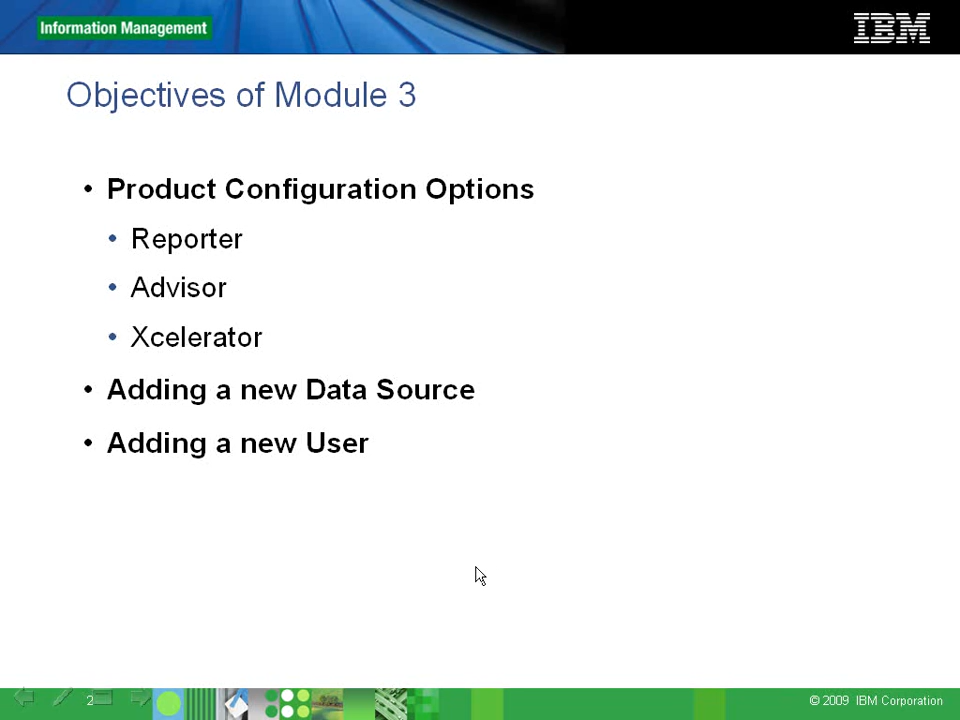 Information Management
IBM
Objectives of Module 3
• Product Configuration Options
• Reporter
• Advisor
• Xcelerator
• Adding a new Data Source
• Adding a new User
2
© 2009 IBM Corporation